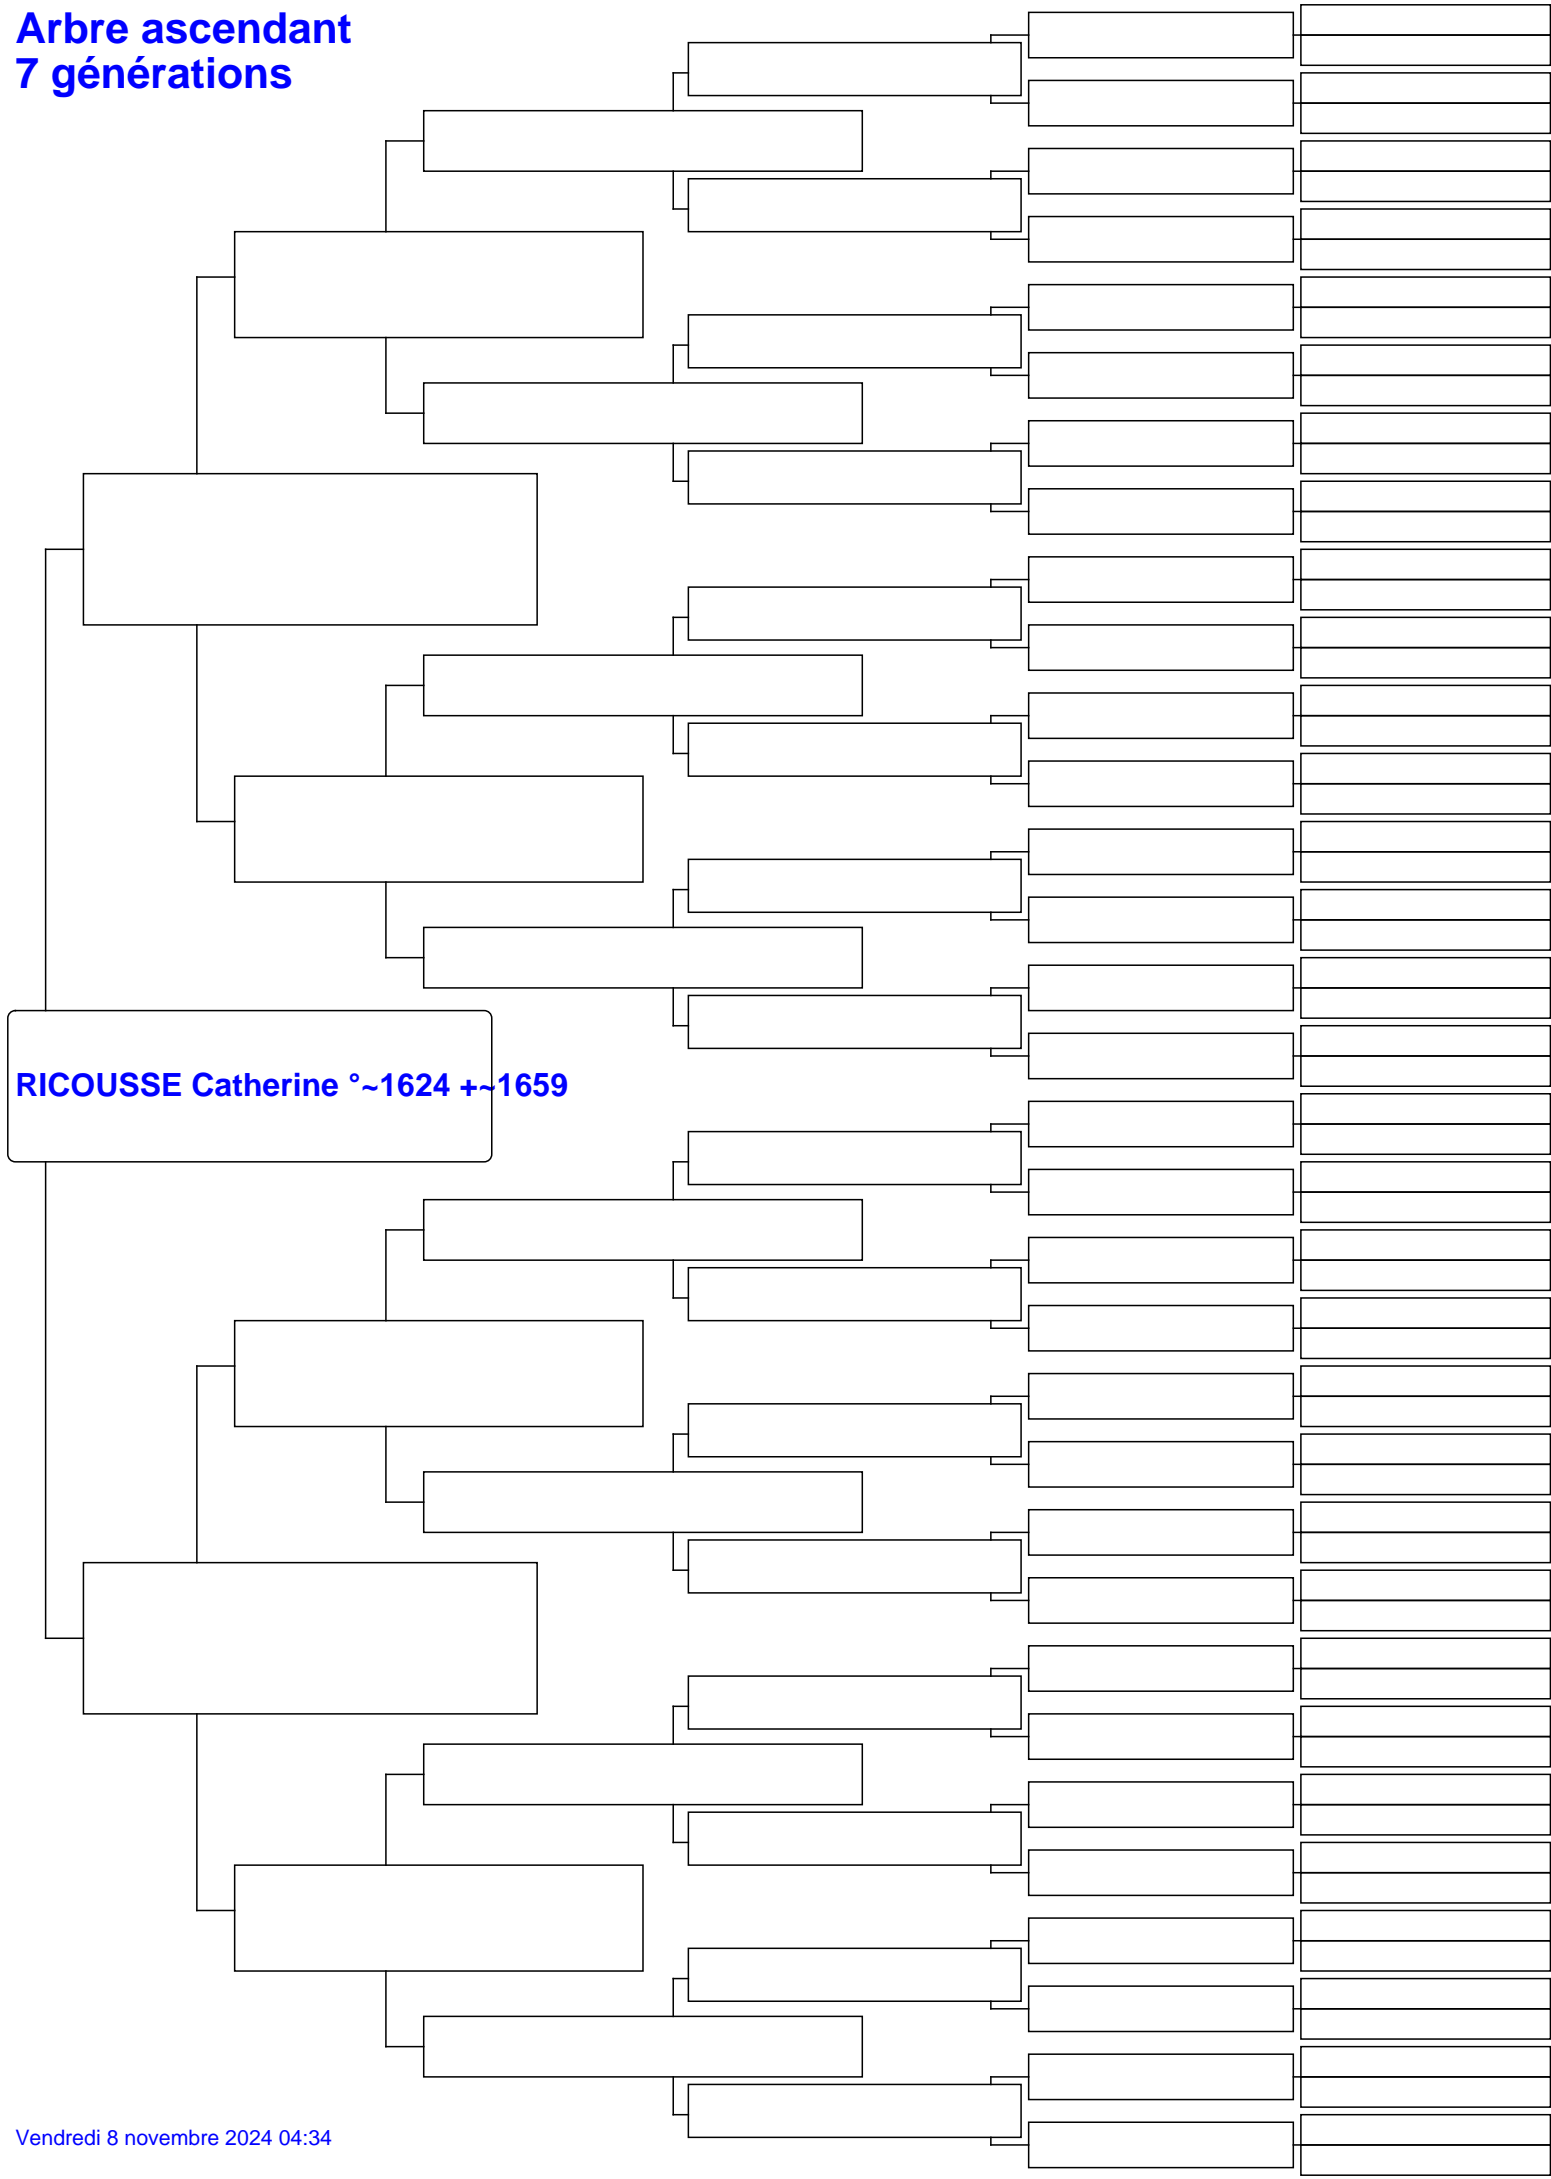 Arbre ascendant
7 générations
RICOUSSE Catherine °~1624 +~1659
Vendredi 8 novembre 2024 04:34